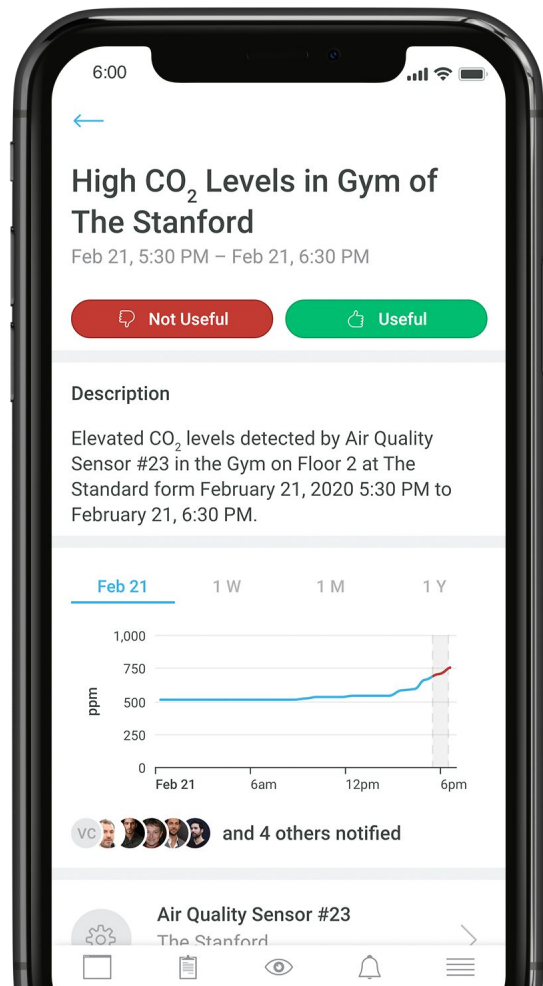 6:00
High CO₂ Levels in Gym of
The Stanford
Feb 21, 5:30 PM – Feb 21, 6:30 PM
Not Useful
Useful
Description
Elevated CO₂ levels detected by Air Quality
Sensor #23 in the Gym on Floor 2 at The
Standard form February 21, 2020 5:30 PM to
February 21, 6:30 PM.
Feb 21 1 W 1 M 1 Y
ppm
1,000
750
500
250
0
Feb 21 6am 12pm 6pm
VC and 4 others notified
Air Quality Sensor #23
The Stanford